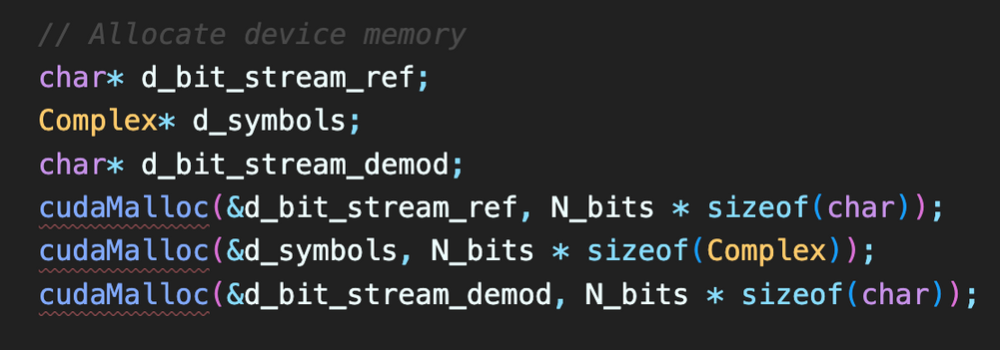 // Allocate device memory
char* d_bit_stream_ref;
Complex* d_symbols;
char* d_bit_stream_demod;
cudaMalloc(&d_bit_stream_ref, N_bits * sizeof(char));
cudaMalloc(&d_symbols, N_bits * sizeof(Complex));
cudaMalloc(&d_bit_stream_demod, N_bits * sizeof(char));